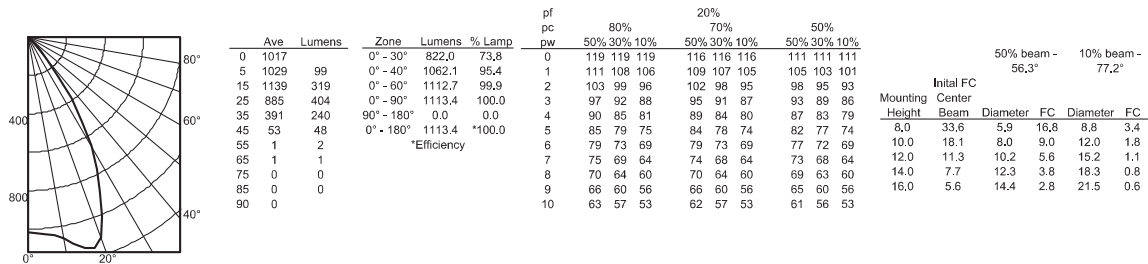 80°
400
60°
800
40°
0° 20°
Ave Lumens
0 1017
5 1029 99
15 1139 319
25 885 404
35 391 240
45 53 48
55 1 2
65 1 1
75 0 0
85 0 0
90 0
Zone Lumens % Lamp
0° - 30° 822.0 73.8
0° - 40° 1062.1 95.4
0° - 60° 1112.7 99.9
0° - 90° 1113.4 100.0
90° - 180° 0.0 0.0
0° - 180° 1113.4 *100.0
*Efficiency
pf 20%
pc 80% 70% 50%
pw 50% 30% 10% 50% 30% 10% 50% 30% 10%
0 119 119 119 116 116 116 111 111 111
1 111 108 106 109 107 105 105 103 101
2 103 99 96 102 98 95 98 95 93
3 97 92 88 95 91 87 93 89 86
4 90 85 81 89 84 80 87 83 79
5 85 79 75 84 78 74 82 77 74
6 79 73 69 79 73 69 77 72 69
7 75 69 64 74 68 64 73 68 64
8 70 64 60 70 64 60 69 63 60
9 66 60 56 66 60 56 65 60 56
10 63 57 53 62 57 53 61 56 53
50% beam - 10% beam -
56.3° 77.2°
Inital FC
Mounting Center
Height Beam Diameter FC Diameter FC
8.0 33.6 5.9 16.8 8.8 3.4
10.0 18.1 8.0 9.0 12.0 1.8
12.0 11.3 10.2 5.6 15.2 1.1
14.0 7.7 12.3 3.8 18.3 0.8
16.0 5.6 14.4 2.8 21.5 0.6